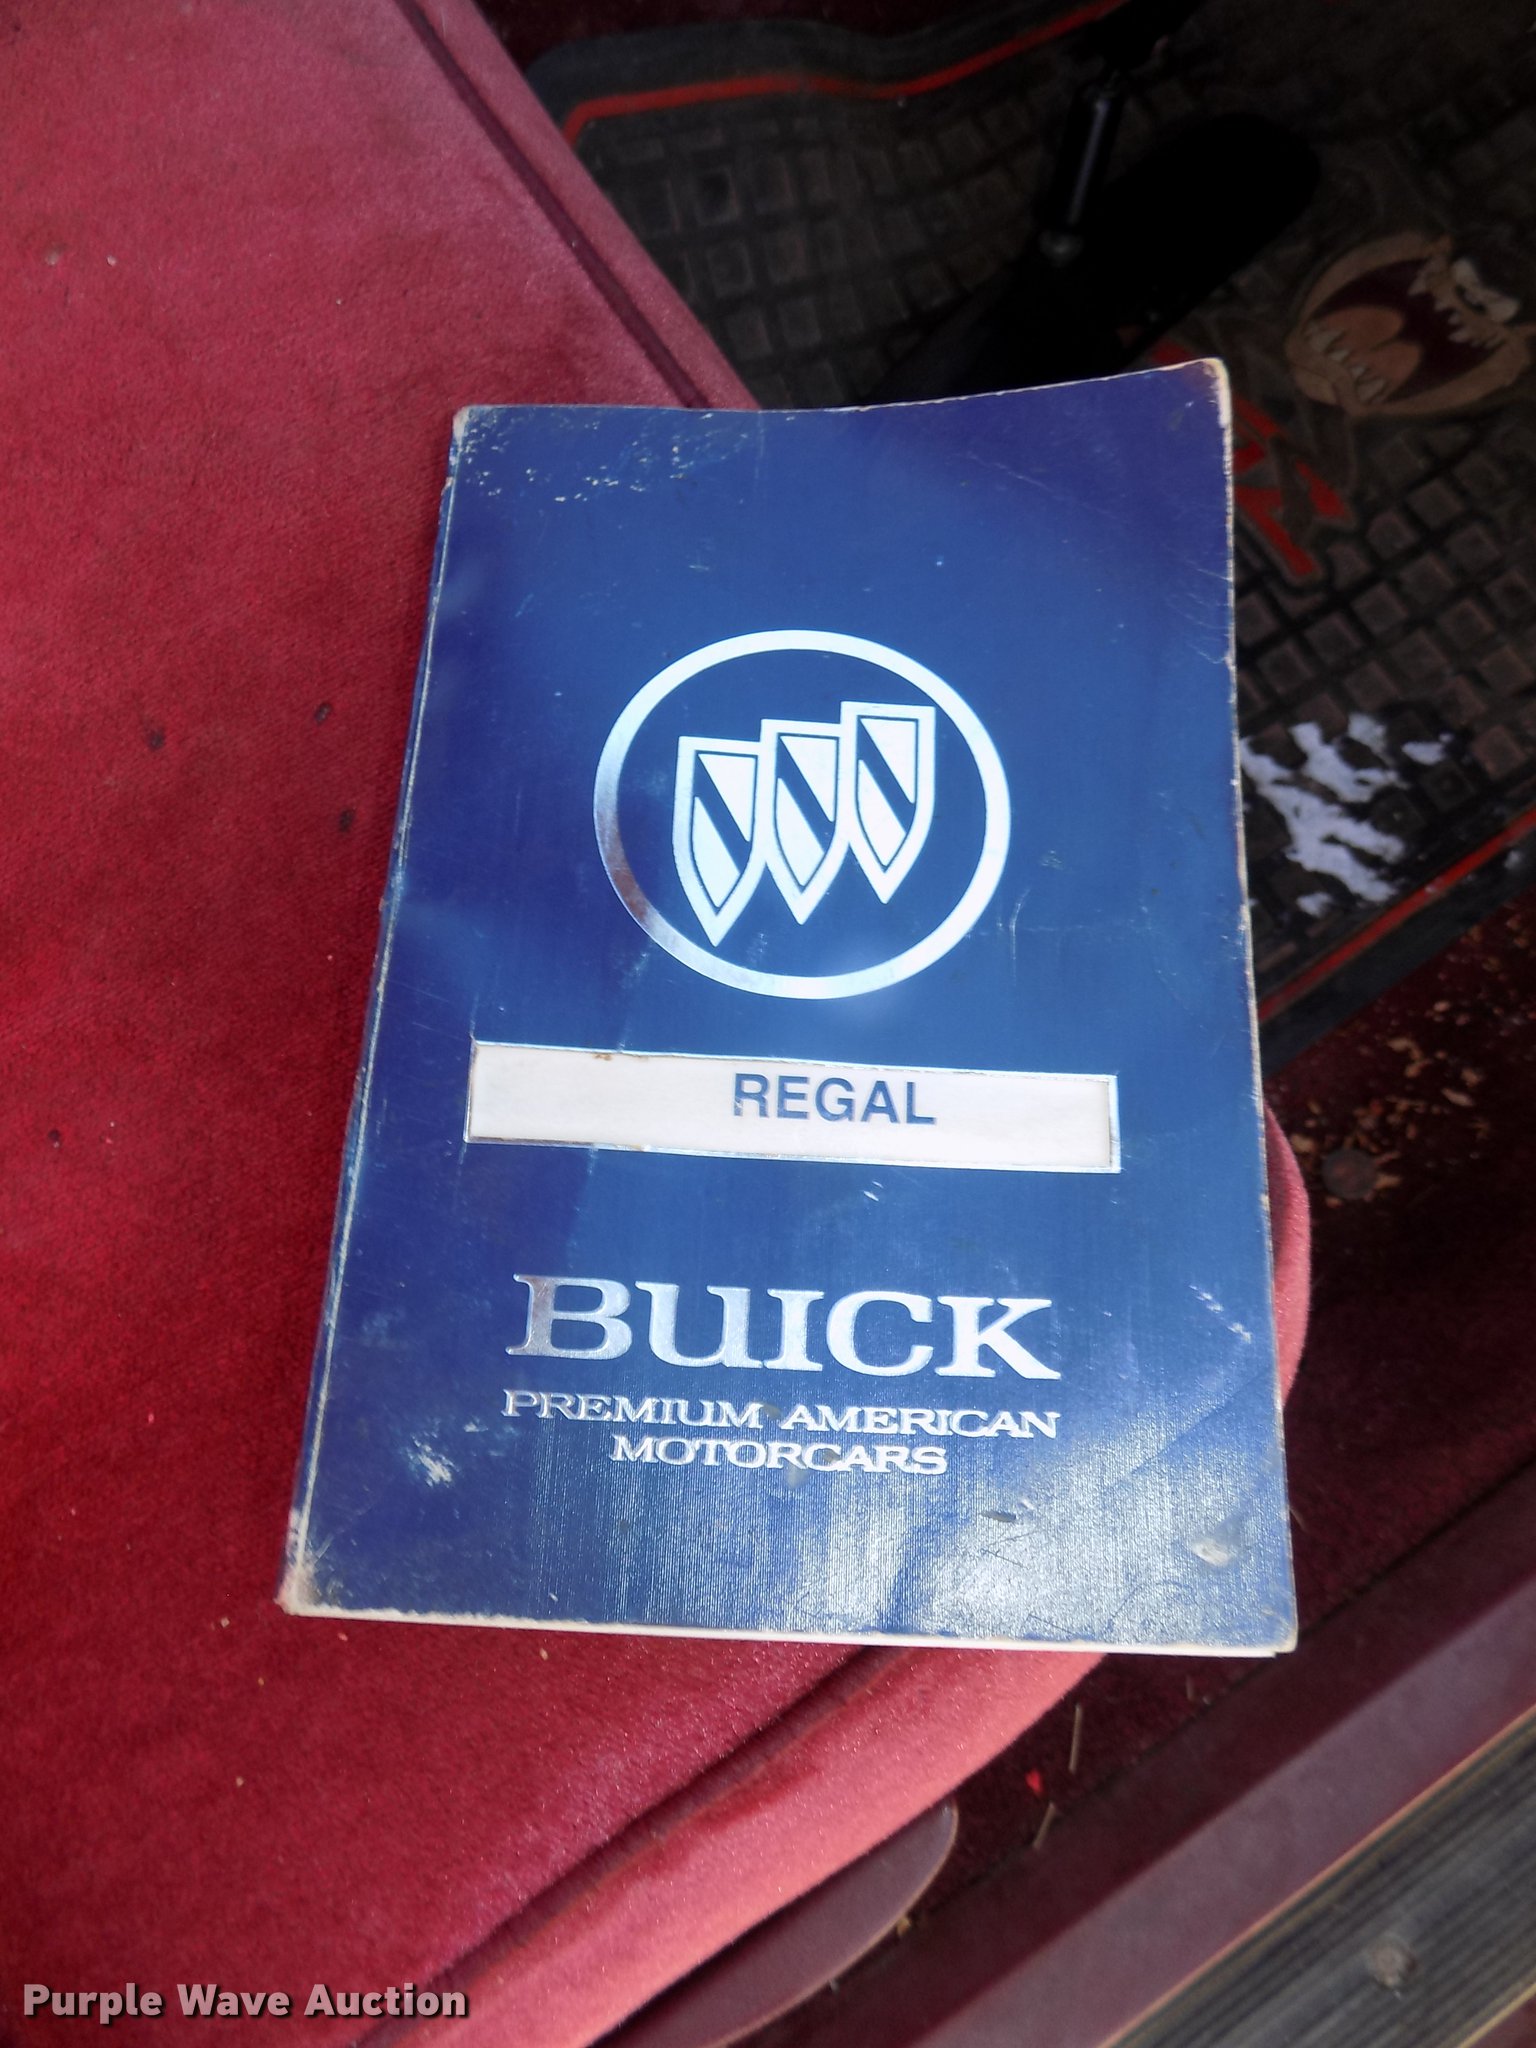 REGAL
BUICK
PREMIUM AMERICAN
MOTORCARS
Purple Wave Auction